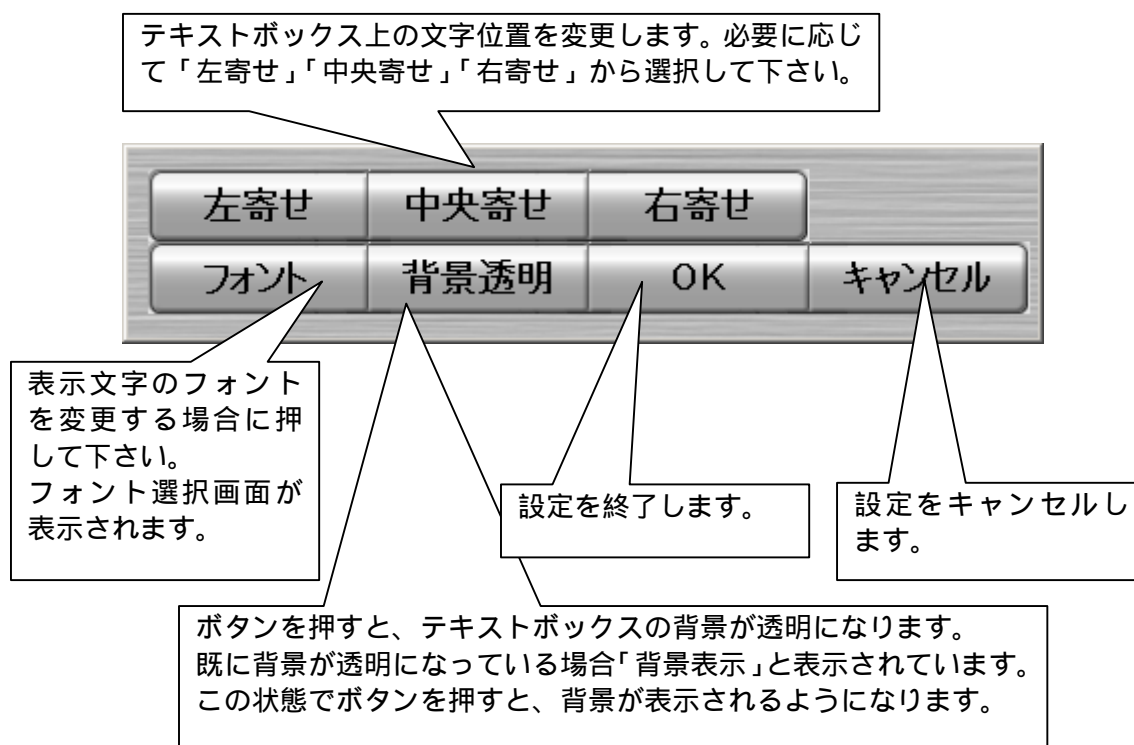 テキストボックス上の文字位置を変更します。必要に応じ
て「左寄せ」「中央寄せ」「右寄せ」から選択して下さい。
左寄せ 中央寄せ 右寄せ
フォント 背景透明 OK キャンセル
表示文字のフォント
を変更する場合に押
して下さい。
フォント選択画面が
表示されます。
設定を終了します。
設定をキャンセルし
ます。
ボタンを押すと、テキストボックスの背景が透明になります。
既に背景が透明になっている場合「背景表示」と表示されています。
この状態でボタンを押すと、背景が表示されるようになります。